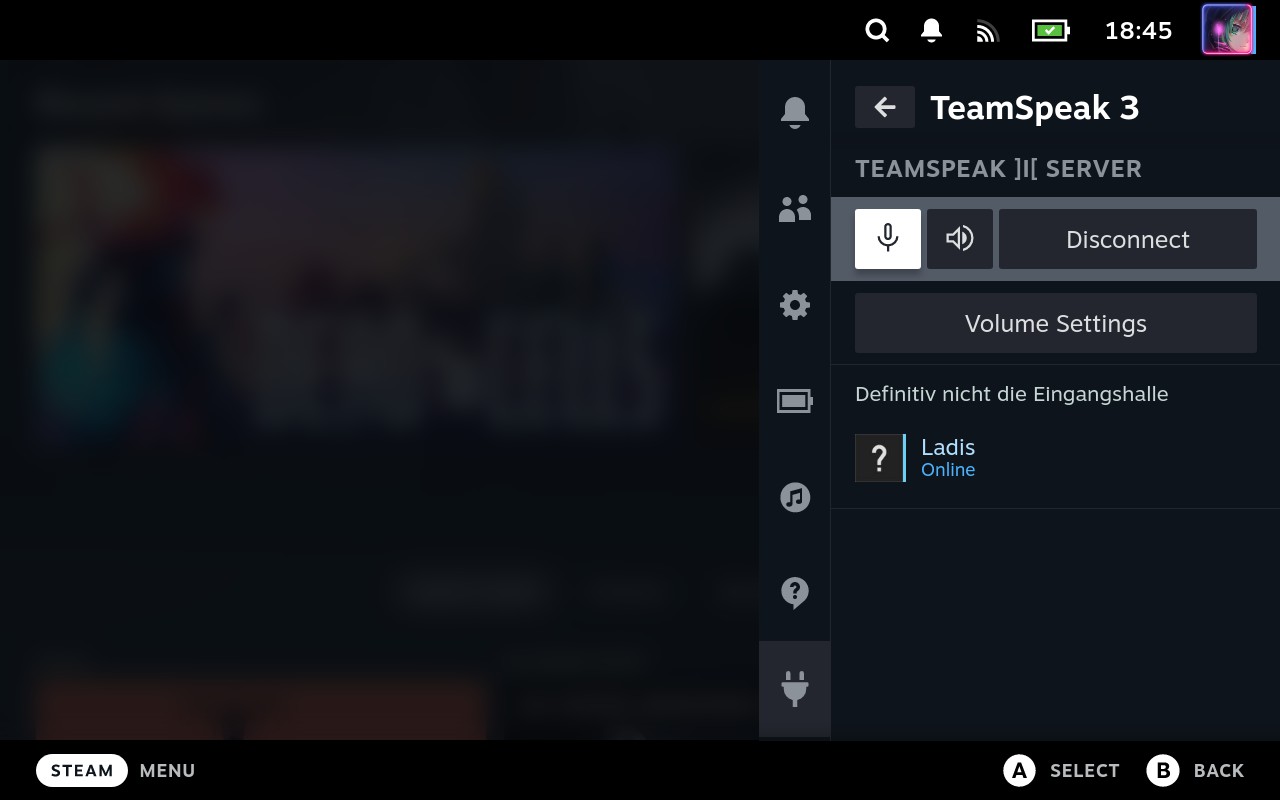 18:45
TeamSpeak 3
TEAMSPEAK ]I[ SERVER
Disconnect
Volume Settings
Definitiv nicht die Eingangshalle
Ladis
Online
STEAM MENU
A SELECT B BACK